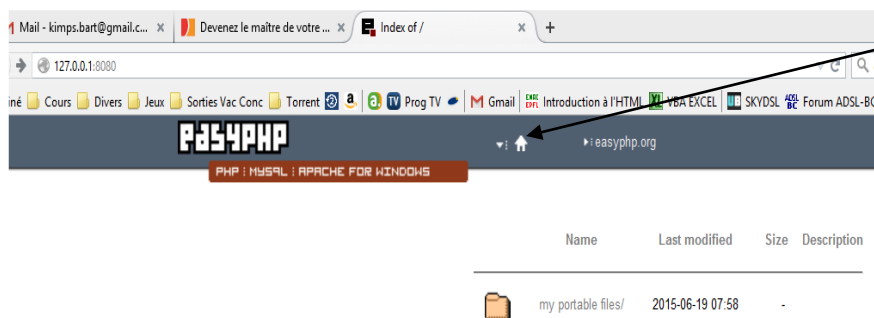 Mail - kimps.bart@gmail.c... × Devenez le maître de votre ... × Index of / × +
127.0.0.1:8080
iné Cours Divers Jeux Sorties Vac Conc Torrent Prog TV Gmail Introduction à l'HTML VBA EXCEL SKYDSL Forum ADSL-BC
easyphp easyphp.org
PHP : MYSQL : APACHE FOR WINDOWS
Name Last modified Size Description
my portable files/ 2015-06-19 07:58 -